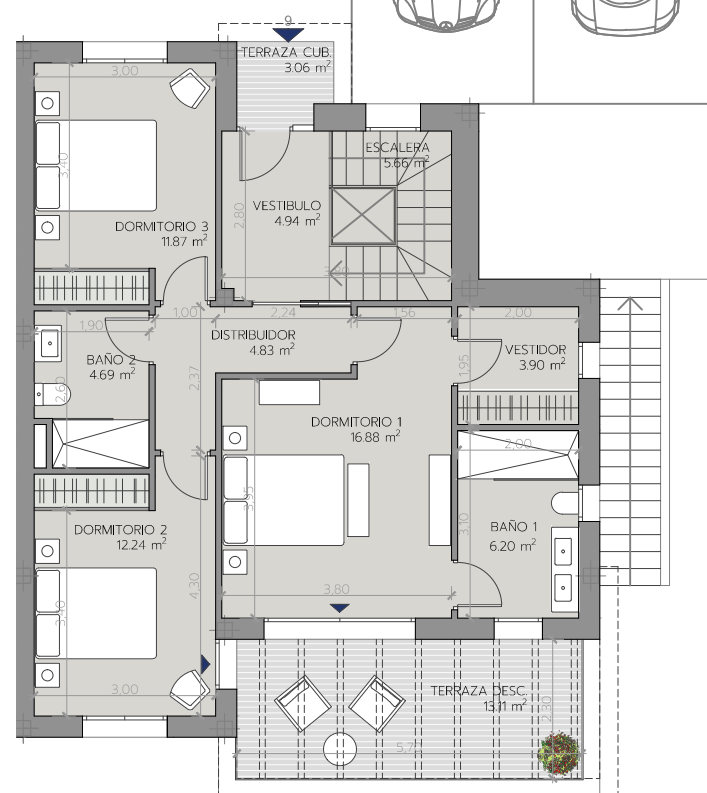 9
TERRAZA CUB.
3.06 m²
3,00
ESCALERA
5.66 m²
3,40
VESTIBULO
4.94 m²
2,80
DORMITORIO 3
11.87 m²
1,90
1,00
2,24
1,56
2,00
DISTRIBUIDOR
4.83 m²
VESTIDOR
3.90 m²
1,95
BAÑO 2
4.69 m²
2,60
2,37
DORMITORIO 1
16.88 m²
2,00
3,95
DORMITORIO 2
12.24 m²
BAÑO 1
6.20 m²
3,10
4,30
3,80
3,40
3,00
TERRAZA DESC.
13.11 m²
2,30